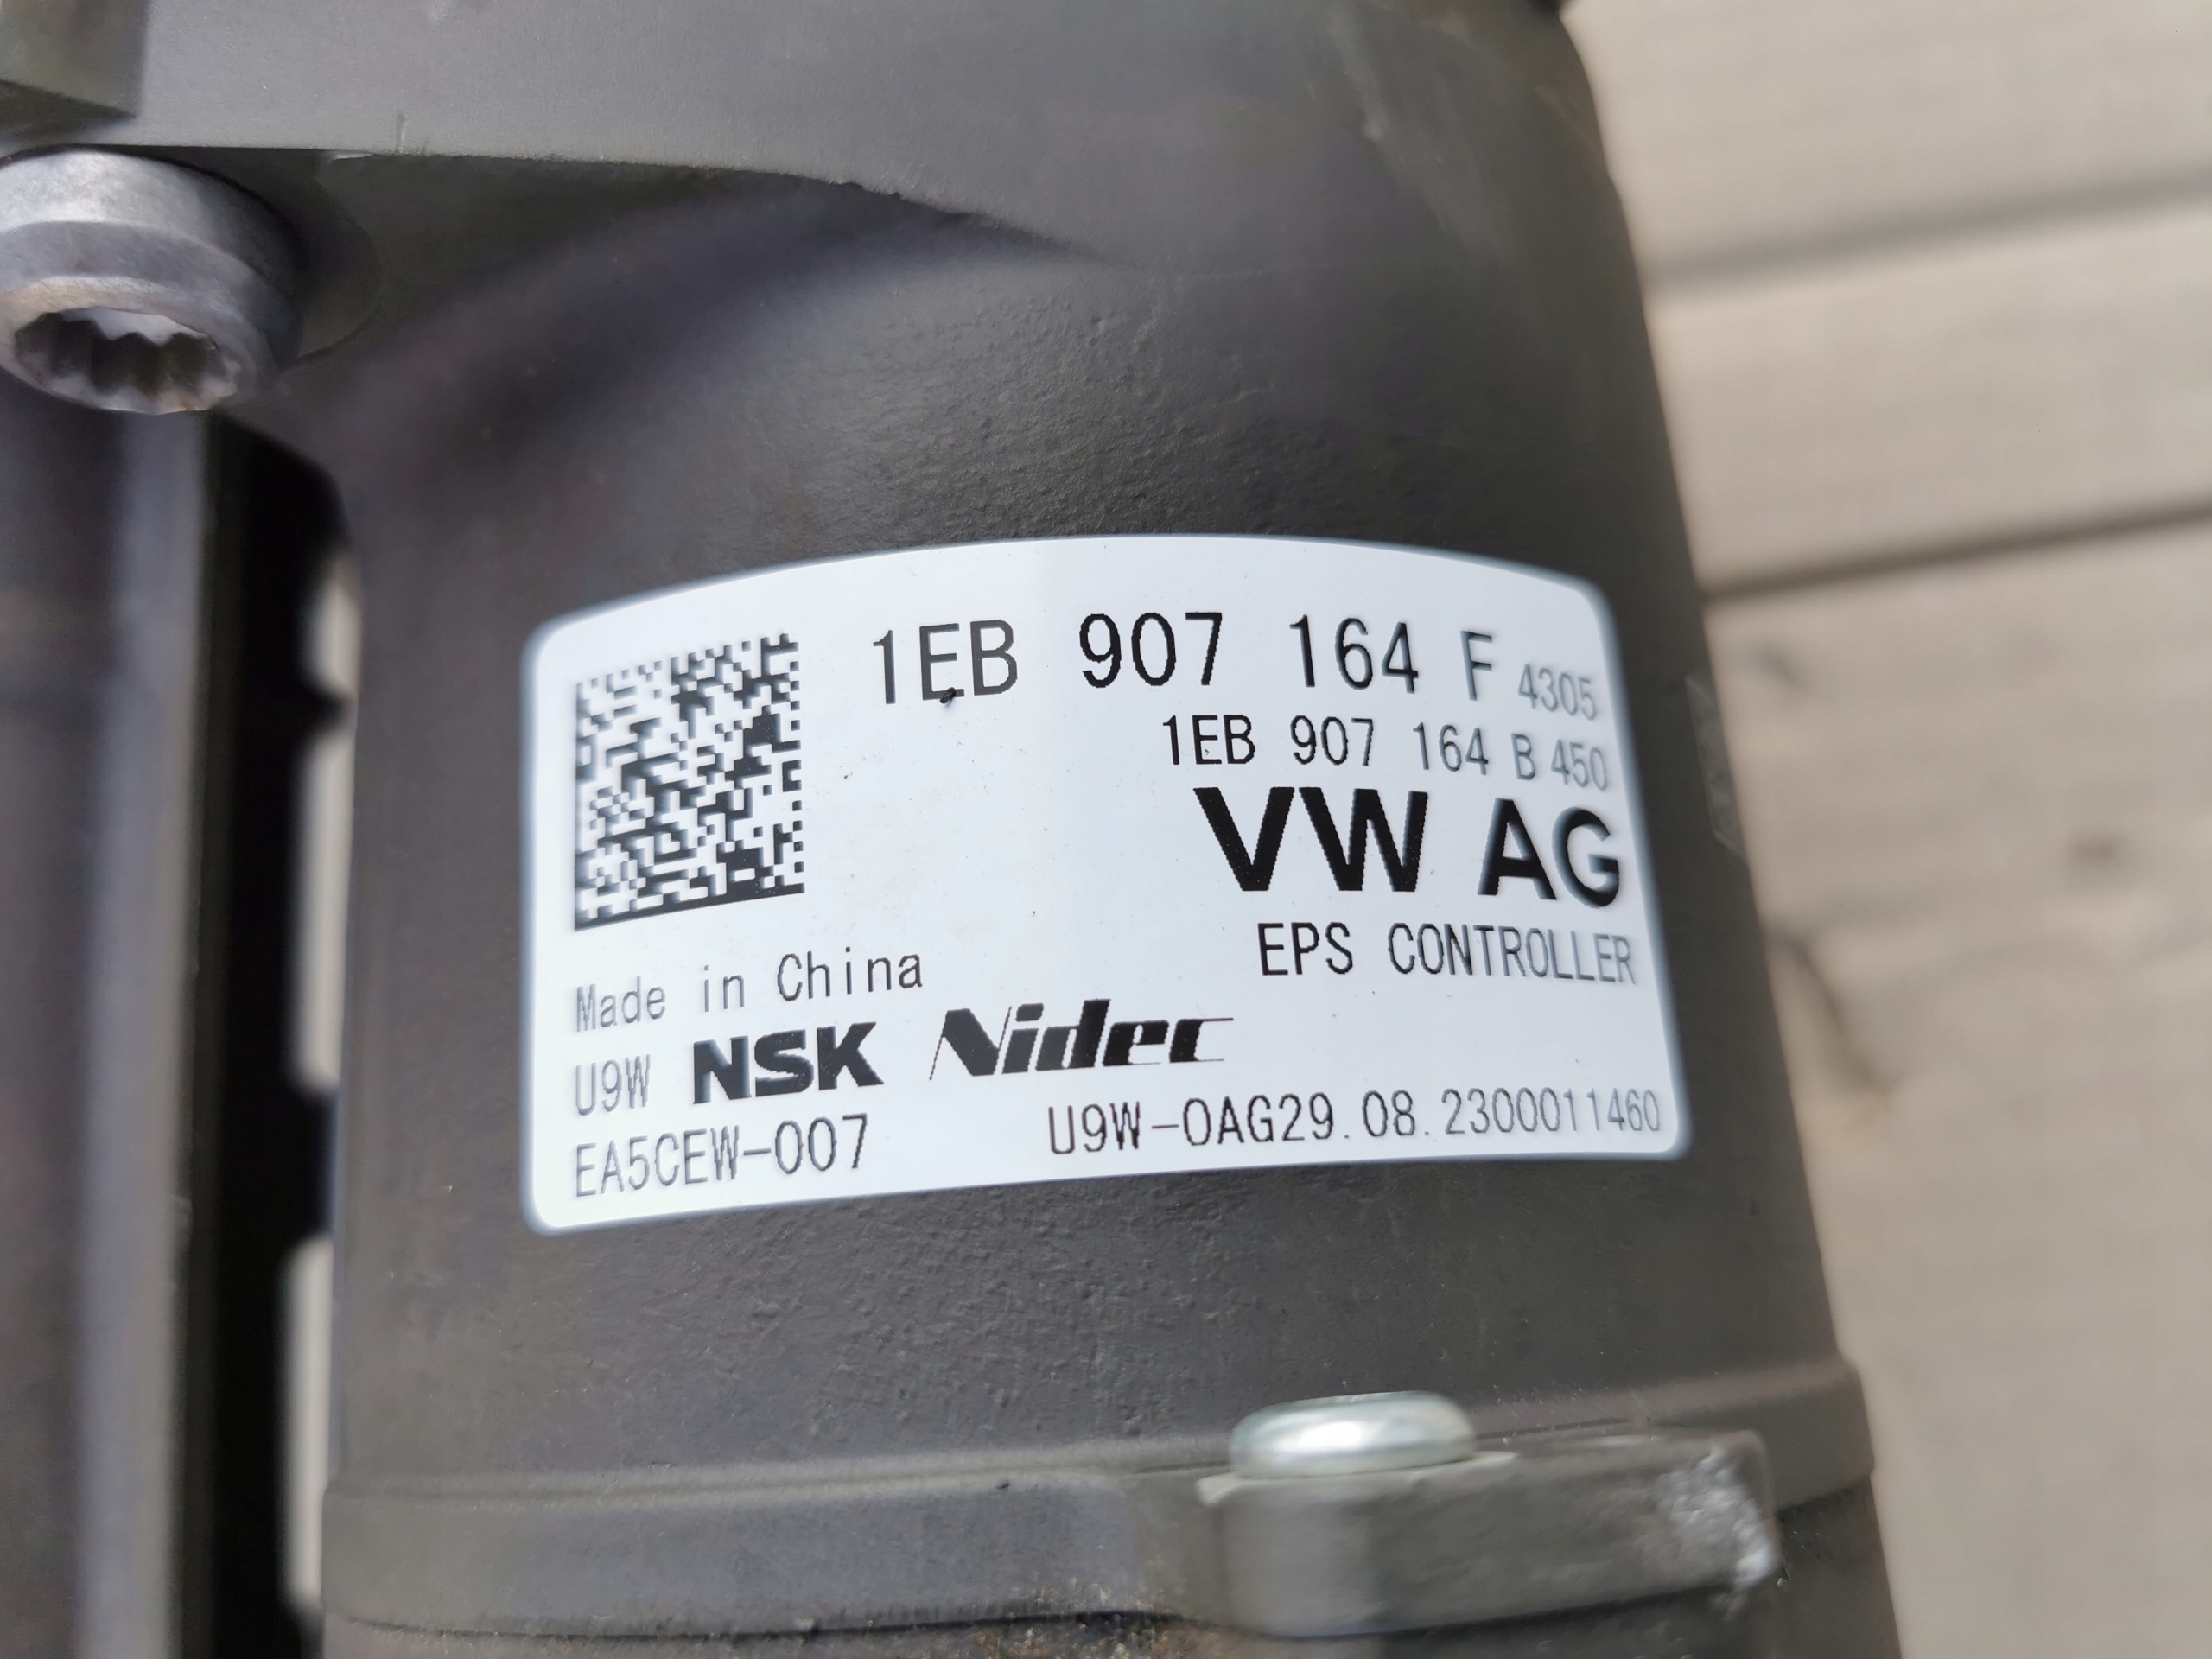 1EB 907 164 F 4305
1EB 907 164 B 450
VW AG
EPS CONTROLLER
Made in China
U9W NSK Nidec
EA5CEW-007 U9W-0AG29.08.2300011460